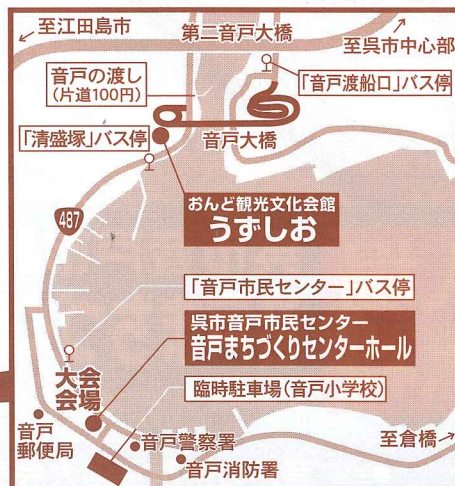 至江田島市
第二音戸大橋
至呉市中心部
音戸の渡し
(片道100円)
「音戸渡船口」バス停
「清盛塚」バス停
音戸大橋
487
おんど観光文化会館
うずしお
「音戸市民センター」バス停
呉市音戸市民センター
音戸まちづくりセンターホール
大会
会場
臨時駐車場(音戸小学校)
音戸
郵便局
音戸警察署
音戸消防署
至倉橋